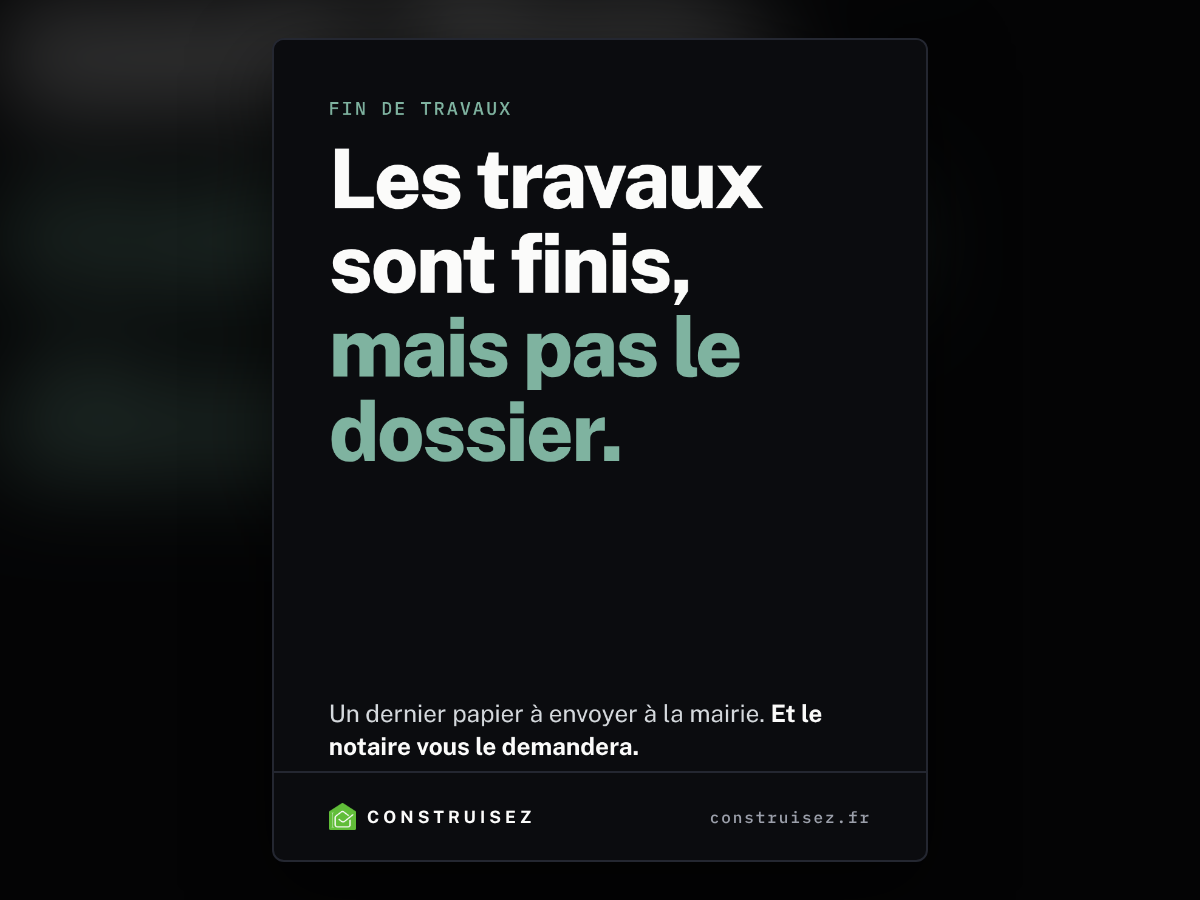 FIN DE TRAVAUX
Les travaux
sont finis,
mais pas le
dossier.
Un dernier papier à envoyer à la mairie. Et le
notaire vous le demandera.
CONSTRUISEZ
construisez.fr